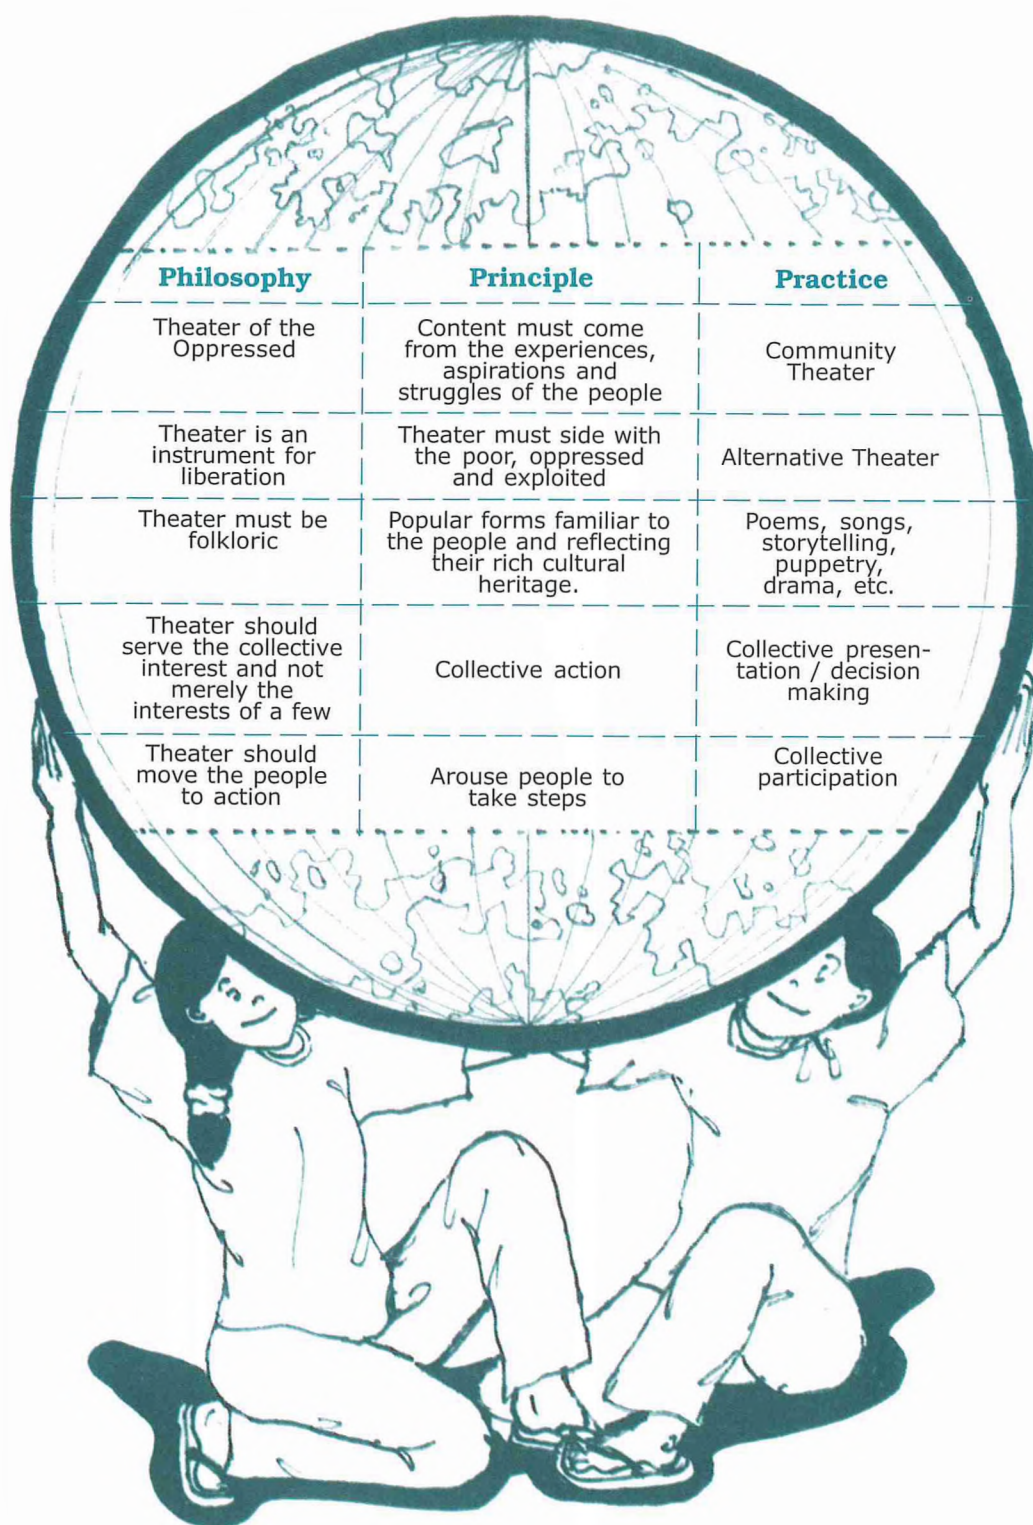 Philosophy
Principle
Practice
Theater of the
Oppressed
Content must come
from the experiences,
aspirations and
struggles of the people
Community
Theater
Theater is an
instrument for
liberation
Theater must side with
the poor, oppressed
and exploited
Alternative Theater
Theater must be
folkloric
Popular forms familiar to
the people and reflecting
their rich cultural
heritage.
Poems, songs,
storytelling,
puppetry,
drama, etc.
Theater should
serve the collective
interest and not
merely the
interests of a few
Collective action
Collective presen-
tation / decision
making
Theater should
move the people
to action
Arouse people to
take steps
Collective
participation